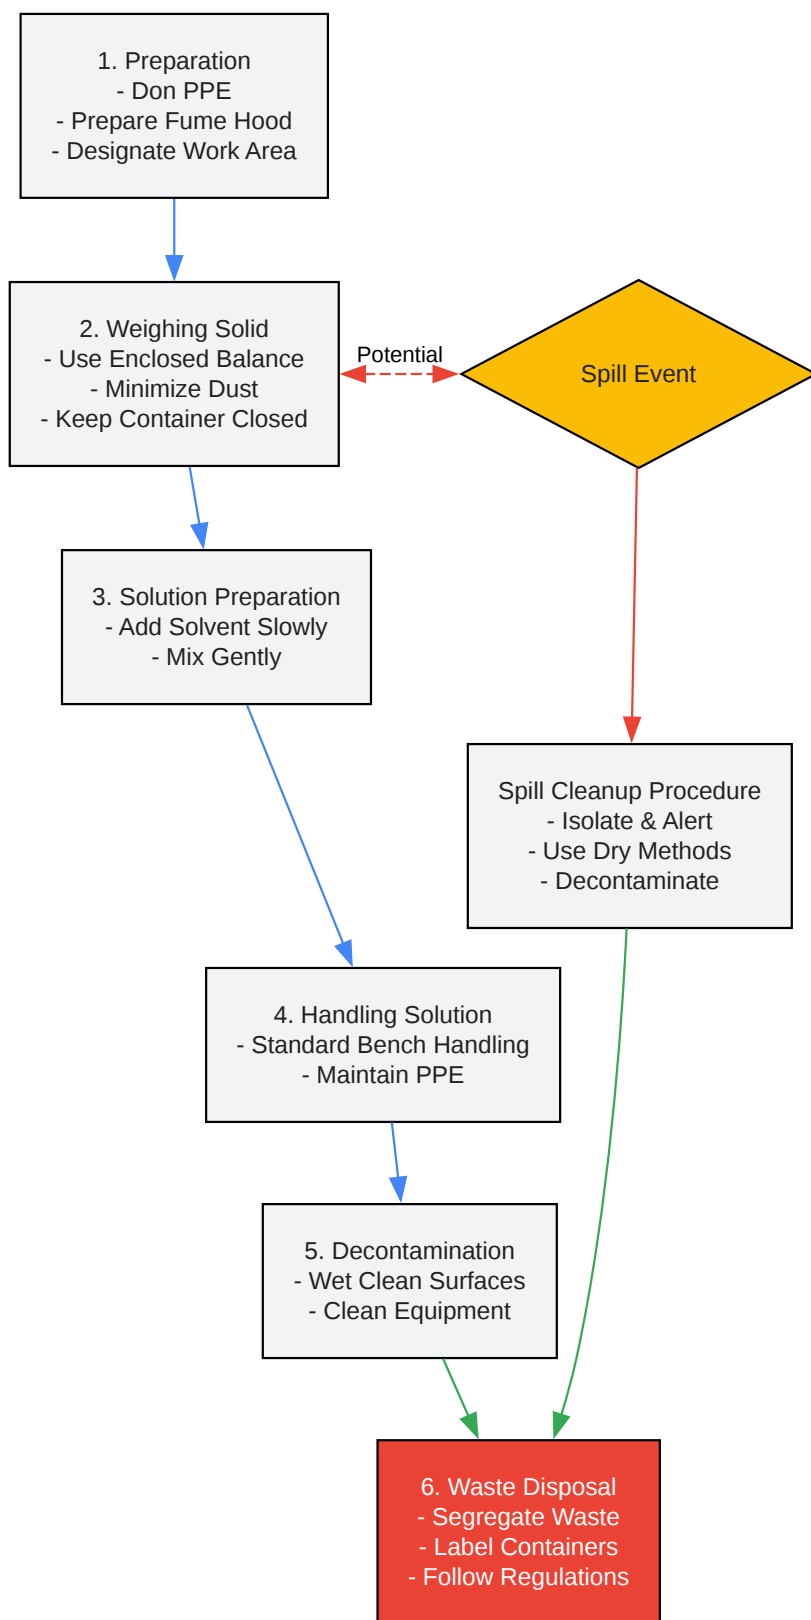 1. Preparation
- Don PPE
- Prepare Fume Hood
- Designate Work Area
2. Weighing Solid
- Use Enclosed Balance
- Minimize Dust
- Keep Container Closed
Potential
Spill Event
3. Solution Preparation
- Add Solvent Slowly
- Mix Gently
Spill Cleanup Procedure
- Isolate & Alert
- Use Dry Methods
- Decontaminate
4. Handling Solution
- Standard Bench Handling
- Maintain PPE
5. Decontamination
- Wet Clean Surfaces
- Clean Equipment
6. Waste Disposal
- Segregate Waste
- Label Containers
- Follow Regulations